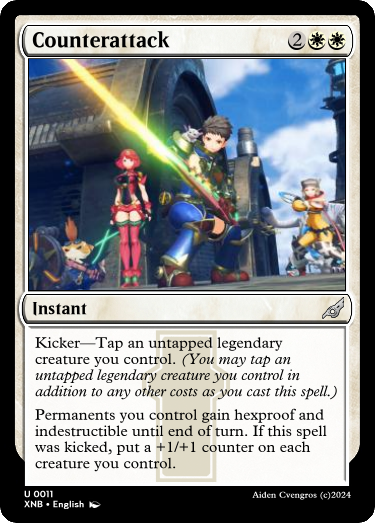 Counterattack 2
Instant
Kicker—Tap an untapped legendary
creature you control. (You may tap an
untapped legendary creature you control in
addition to any other costs as you cast this spell.)
Permanents you control gain hexproof and
indestructible until end of turn. If this spell
was kicked, put a +1/+1 counter on each
creature you control.
U 0011
XNB • English
Aiden Cvengros (c)2024